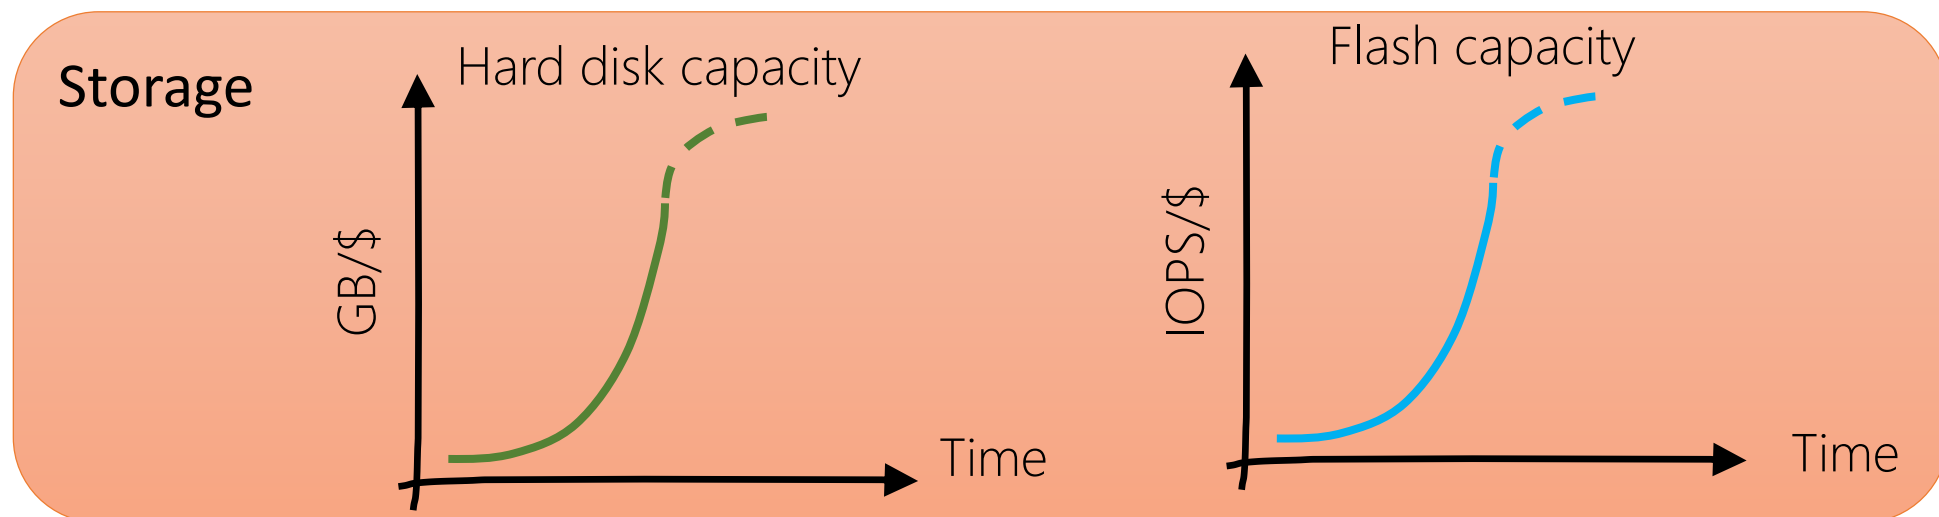 Storage
Hard disk capacity
GB/$
Time
Flash capacity
IOPS/$
Time